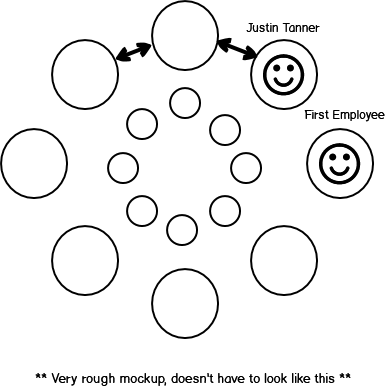 Justin Tanner
First Employee
** Very rough mockup, doesn't have to look like this **